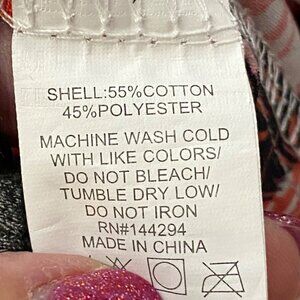 SHELL:55%COTTON
45%POLYESTER
MACHINE WASH COLD
WITH LIKE COLORS/
DO NOT BLEACH/
TUMBLE DRY LOW/
DO NOT IRON
RN#144294
MADE IN CHINA